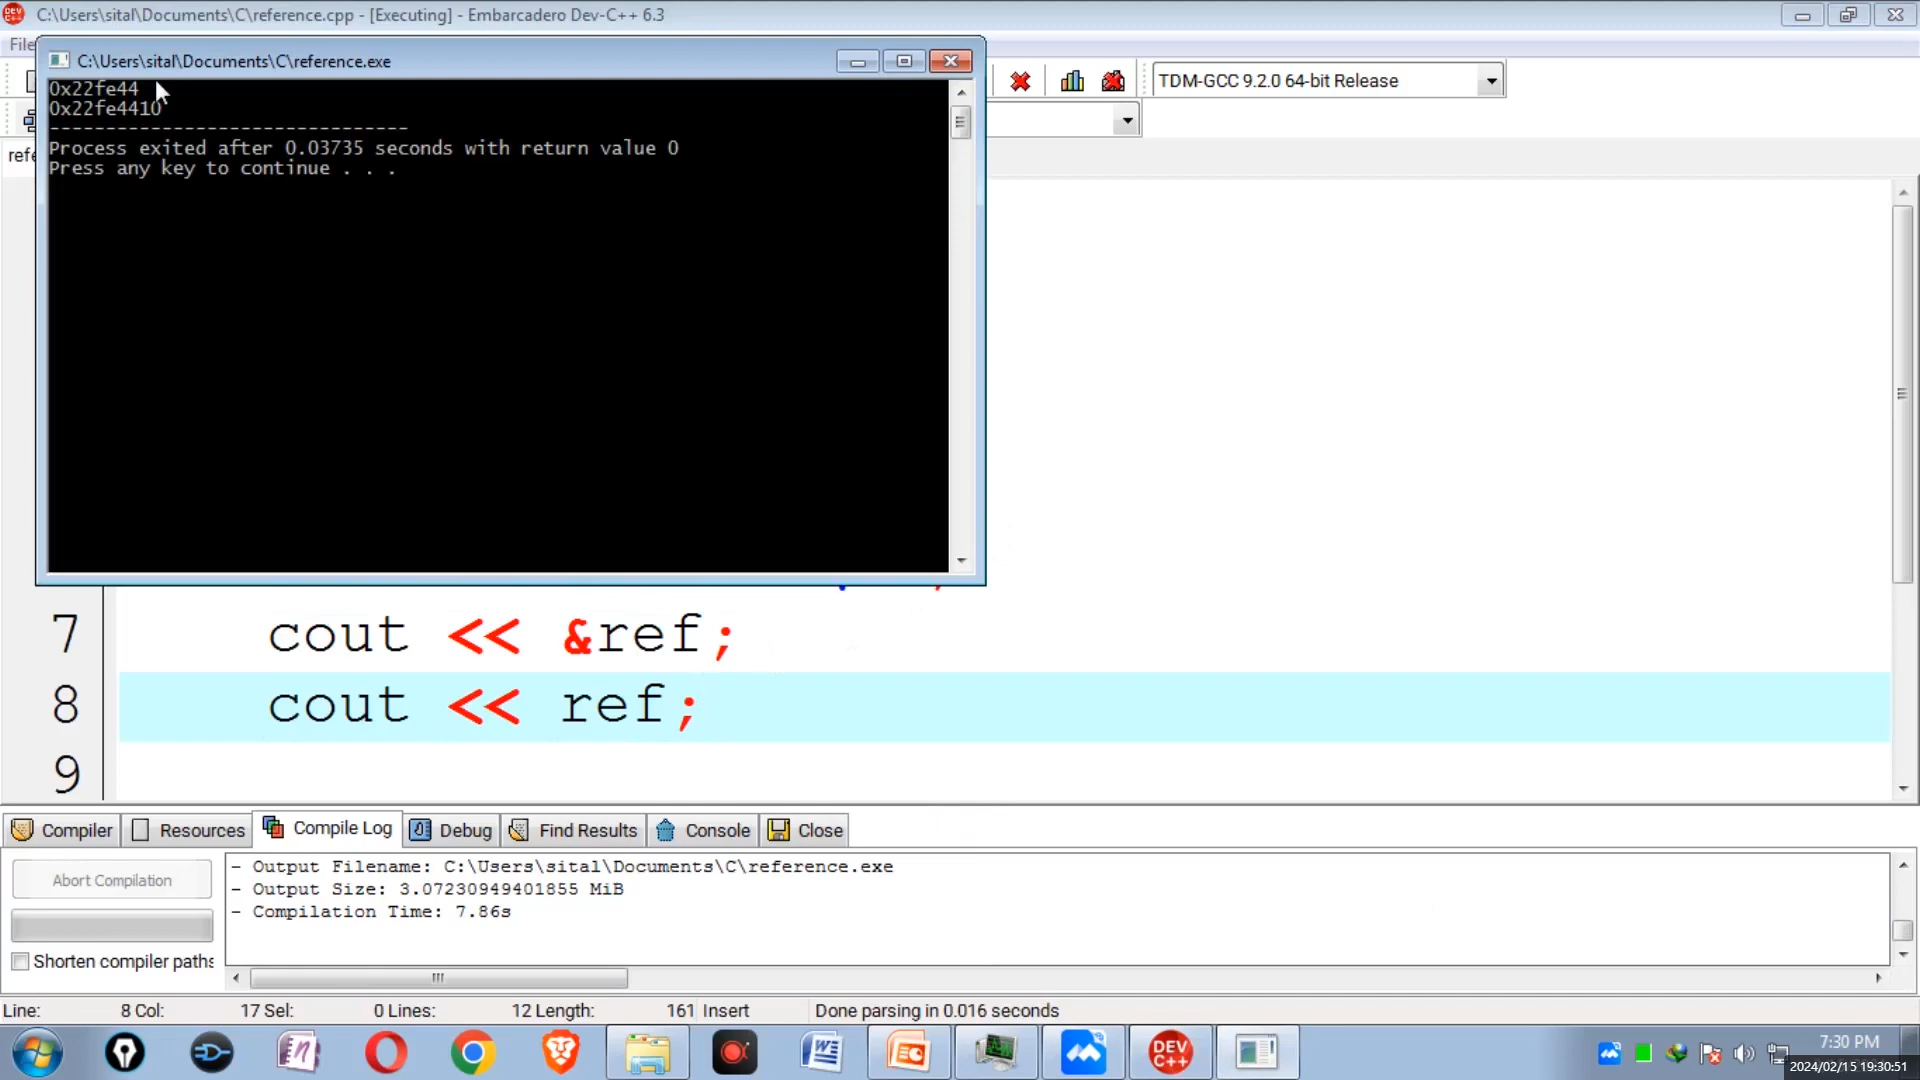 C:\Users\sital\Documents\C\reference.cpp - [Executing] - Embarcadero Dev-C++ 6.3
File
C:\Users\sital\Documents\C\reference.exe
TDM-GCC 9.2.0 64-bit Release
0x22fe44
0x22fe4410
--------------------------------
Process exited after 0.03735 seconds with return value 0
Press any key to continue . . .
7 cout << &ref;
8 cout << ref;
9
Compiler Resources Compile Log Debug Find Results Console Close
Abort Compilation
Shorten compiler paths
- Output Filename: C:\Users\sital\Documents\C\reference.exe
- Output Size: 3.07230949401855 MiB
- Compilation Time: 7.86s
Line: 8 Col: 17 Sel: 0 Lines: 12 Length: 161 Insert Done parsing in 0.016 seconds
DEV C++
7:30 PM
2024/02/15 19:30:51